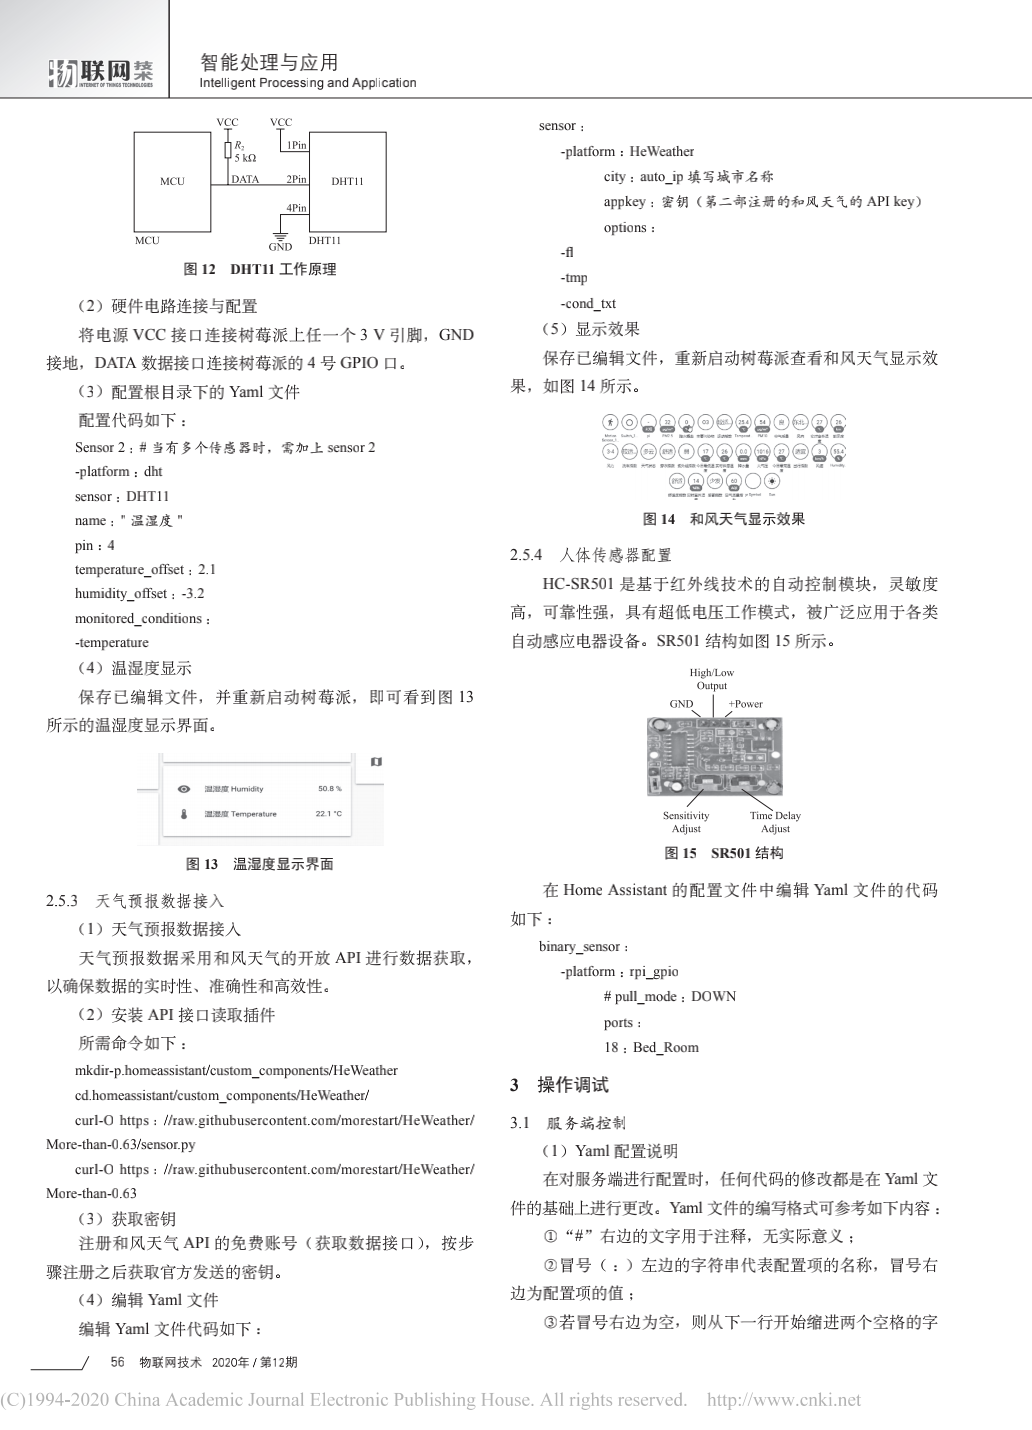 物联网技术
INTERNET OF THINGS TECHNOLOGIES
智能处理与应用
Intelligent Processing and Application
VCC VCC
R2
5 kΩ
1Pin
MCU
DATA
2Pin
DHT11
4Pin
MCU
GND
DHT11
图 12 DHT11 工作原理
（2）硬件电路连接与配置
将电源 VCC 接口连接树莓派上任一个 3 V 引脚，GND
接地，DATA 数据接口连接树莓派的 4 号 GPIO 口。
（3）配置根目录下的 Yaml 文件
配置代码如下：
Sensor 2：# 当有多个传感器时，需加上 sensor 2
-platform：dht
sensor：DHT11
name：" 温湿度 "
pin：4
temperature_offset：2.1
humidity_offset：-3.2
monitored_conditions：
-temperature
（4）温湿度显示
保存已编辑文件，并重新启动树莓派，即可看到图 13
所示的温湿度显示界面。
温湿度 Humidity 50.8 %
温湿度 Temperature 22.1 °C
图 13 温湿度显示界面
2.5.3 天气预报数据接入
（1）天气预报数据接入
天气预报数据采用和风天气的开放 API 进行数据获取，
以确保数据的实时性、准确性和高效性。
（2）安装 API 接口读取插件
所需命令如下：
mkdir-p.homeassistant/custom_components/HeWeather
cd.homeassistant/custom_components/HeWeather/
curl-O https：//raw.githubusercontent.com/morestart/HeWeather/
More-than-0.63/sensor.py
curl-O https：//raw.githubusercontent.com/morestart/HeWeather/
More-than-0.63
（3）获取密钥
注册和风天气 API 的免费账号（获取数据接口），按步
骤注册之后获取官方发送的密钥。
（4）编辑 Yaml 文件
编辑 Yaml 文件代码如下：
sensor：
-platform：HeWeather
city：auto_ip 填写城市名称
appkey：密钥（第二部注册的和风天气的 API key）
options：
-fl
-tmp
-cond_txt
（5）显示效果
保存已编辑文件，重新启动树莓派查看和风天气显示效
果，如图 14 所示。
图 14 和风天气显示效果
2.5.4 人体传感器配置
HC-SR501 是基于红外线技术的自动控制模块，灵敏度
高，可靠性强，具有超低电压工作模式，被广泛应用于各类
自动感应电器设备。SR501 结构如图 15 所示。
High/Low
Output
GND +Power
Sensitivity
Adjust
Time Delay
Adjust
图 15 SR501 结构
在 Home Assistant 的配置文件中编辑 Yaml 文件的代码
如下：
binary_sensor：
-platform：rpi_gpio
# pull_mode：DOWN
ports：
18：Bed_Room
3 操作调试
3.1 服务端控制
（1）Yaml 配置说明
在对服务端进行配置时，任何代码的修改都是在 Yaml 文
件的基础上进行更改。Yaml 文件的编写格式可参考如下内容：
①“#”右边的文字用于注释，无实际意义；
②冒号（：）左边的字符串代表配置项的名称，冒号右
边为配置项的值；
③若冒号右边为空，则从下一行开始缩进两个空格的字
56 物联网技术 2020年 / 第12期
(C)1994-2020 China Academic Journal Electronic Publishing House. All rights reserved. http://www.cnki.net